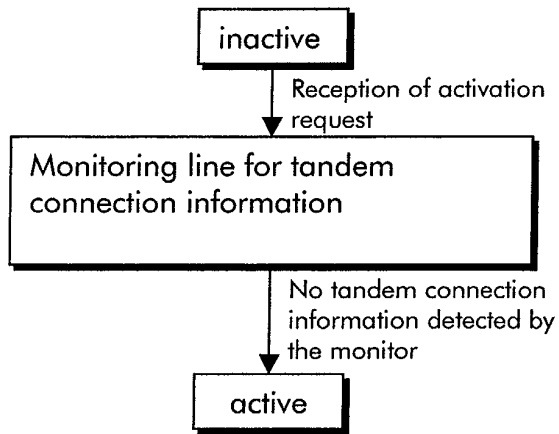 inactive
Reception of activation
request
Monitoring line for tandem
connection information
No tandem connection
information detected by
the monitor
active